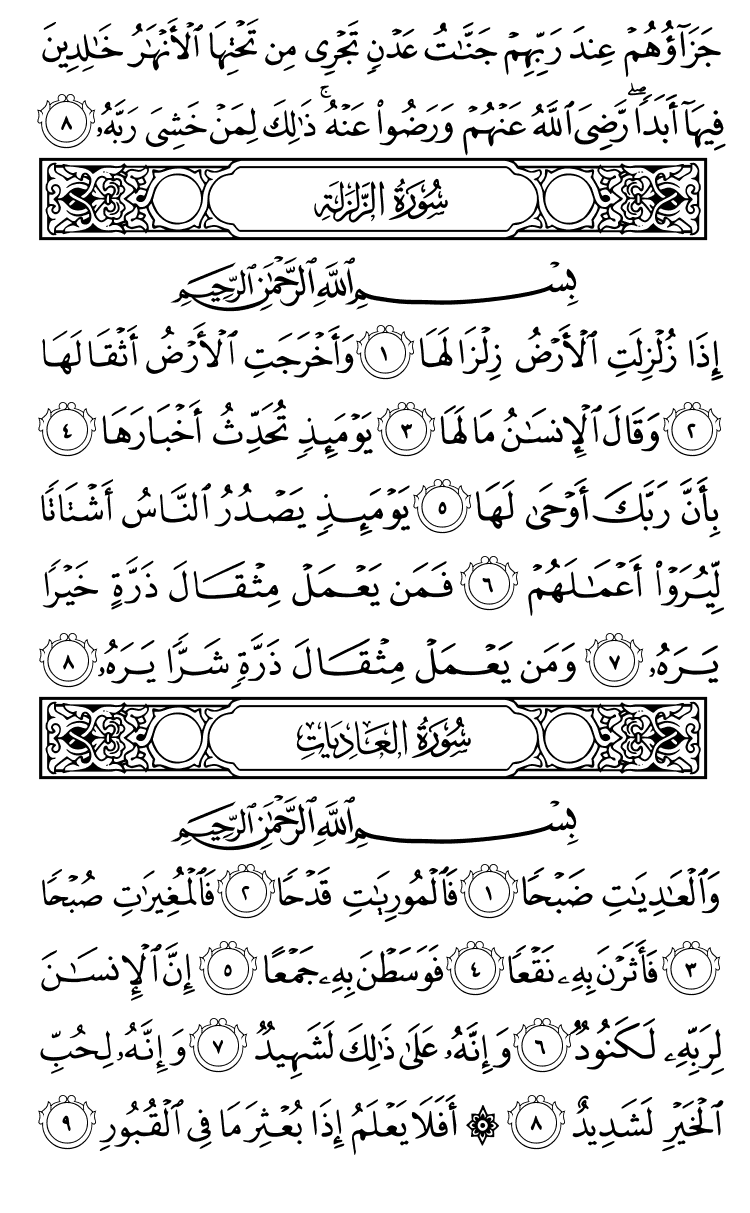 جَزَآؤُهُمۡ عِندَ رَبِّهِمۡ جَنَّٰتُ عَدۡنٖ تَجۡرِي مِن تَحۡتِهَا ٱلۡأَنۡهَٰرُ خَٰلِدِينَ
فِيهَآ أَبَدٗاۖ رَّضِيَ ٱللَّهُ عَنۡهُمۡ وَرَضُواْ عَنۡهُۚ ذَٰلِكَ لِمَنۡ خَشِيَ رَبَّهُۥ ٨
سُورَةُ الزَّلۡزَلَةِ
بِسۡمِ ٱللَّهِ ٱلرَّحۡمَٰنِ ٱلرَّحِيمِ
إِذَا زُلۡزِلَتِ ٱلۡأَرۡضُ زِلۡزَالَهَا ١ وَأَخۡرَجَتِ ٱلۡأَرۡضُ أَثۡقَالَهَا
٢ وَقَالَ ٱلۡإِنسَٰنُ مَا لَهَا ٣ يَوۡمَئِذٖ تُحَدِّثُ أَخۡبَارَهَا ٤
بِأَنَّ رَبَّكَ أَوۡحَىٰ لَهَا ٥ يَوۡمَئِذٖ يَصۡدُرُ ٱلنَّاسُ أَشۡتَاتٗا
لِّيُرَوۡاْ أَعۡمَٰلَهُمۡ ٦ فَمَن يَعۡمَلۡ مِثۡقَالَ ذَرَّةٍ خَيۡرٗا
يَرَهُۥ ٧ وَمَن يَعۡمَلۡ مِثۡقَالَ ذَرَّةٖ شَرّٗا يَرَهُۥ ٨
سُورَةُ العَادِيَاتِ
بِسۡمِ ٱللَّهِ ٱلرَّحۡمَٰنِ ٱلرَّحِيمِ
وَٱلۡعَٰدِيَٰتِ ضَبۡحٗا ١ فَٱلۡمُورِيَٰتِ قَدۡحٗا ٢ فَٱلۡمُغِيرَٰتِ صُبۡحٗا
٣ فَأَثَرۡنَ بِهِۦ نَقۡعٗا ٤ فَوَسَطۡنَ بِهِۦ جَمۡعًا ٥ إِنَّ ٱلۡإِنسَٰنَ
لِرَبِّهِۦ لَكَنُودٞ ٦ وَإِنَّهُۥ عَلَىٰ ذَٰلِكَ لَشَهِيدٞ ٧ وَإِنَّهُۥ لِحُبِّ
ٱلۡخَيۡرِ لَشَدِيدٌ ٨ ۞ أَفَلَا يَعۡلَمُ إِذَا بُعۡثِرَ مَا فِي ٱلۡقُبُورِ ٩